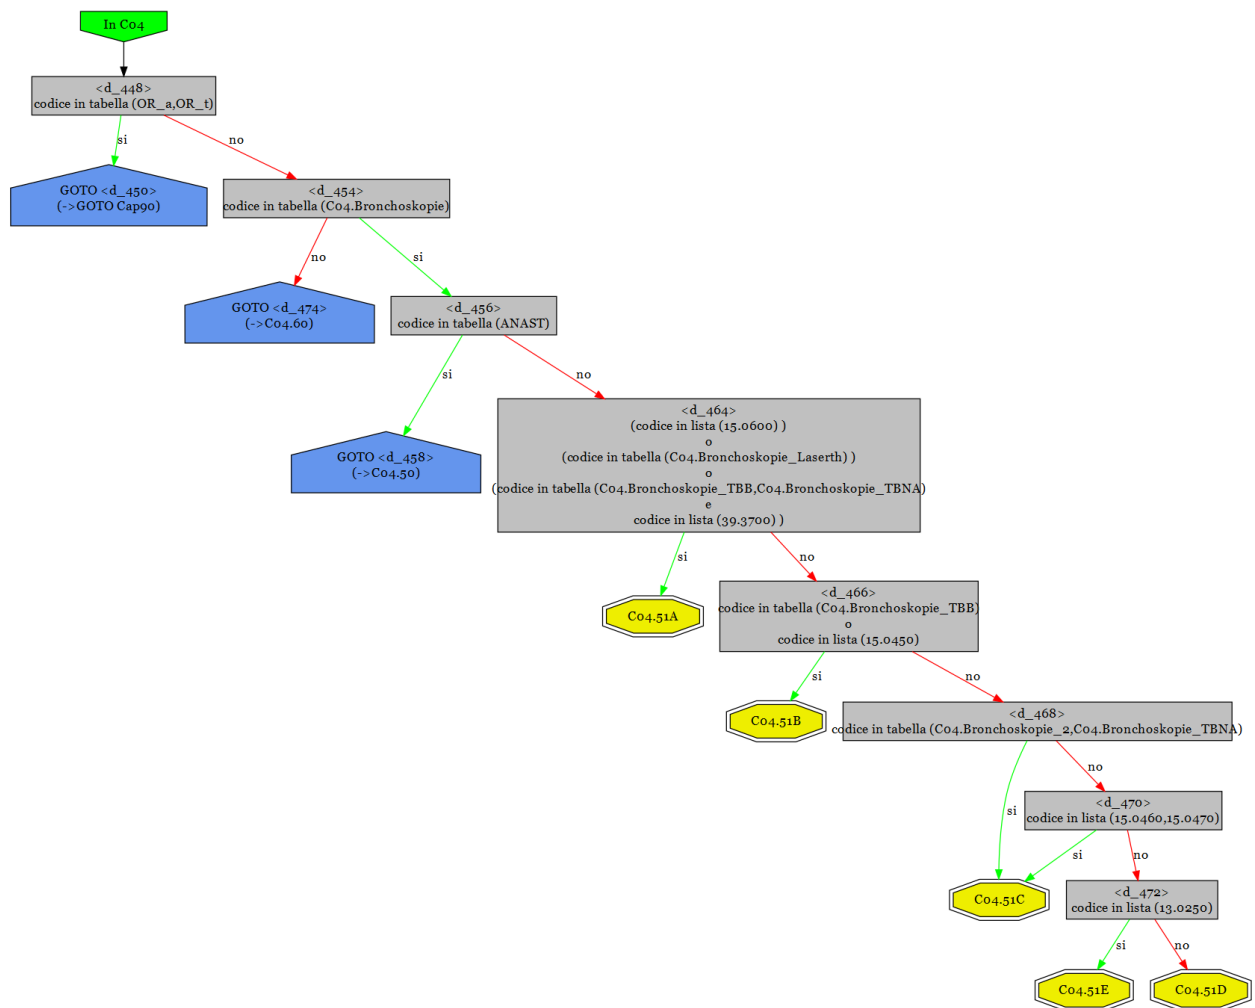 In C04
<d_448>
codice in tabella (OR_a,OR_t)
si
no
GOTO <d_450>
(->GOTO Cap90)
<d_454>
codice in tabella (C04.Bronchoskopie)
no
si
GOTO <d_474>
(->C04.60)
<d_456>
codice in tabella (ANAST)
si
no
GOTO <d_458>
(->C04.50)
<d_464>
(codice in lista (15.0600) )
o
(codice in tabella (C04.Bronchoskopie_Laserth) )
o
(codice in tabella (C04.Bronchoskopie_TBB,C04.Bronchoskopie_TBNA)
e
codice in lista (39.3700) )
si
no
C04.51A
<d_466>
codice in tabella (C04.Bronchoskopie_TBB)
o
codice in lista (15.0450)
si
no
C04.51B
<d_468>
codice in tabella (C04.Bronchoskopie_2,C04.Bronchoskopie_TBNA)
si
no
<d_470>
codice in lista (15.0460,15.0470)
si
no
C04.51C
<d_472>
codice in lista (13.0250)
si
no
C04.51E
C04.51D